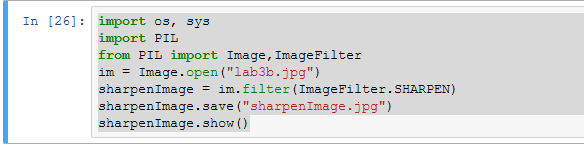 In [26]: import os, sys
import PIL
from PIL import Image,ImageFilter
im = Image.open("lab3b.jpg")
sharpenImage = im.filter(ImageFilter.SHARPEN)
sharpenImage.save("sharpenImage.jpg")
sharpenImage.show()